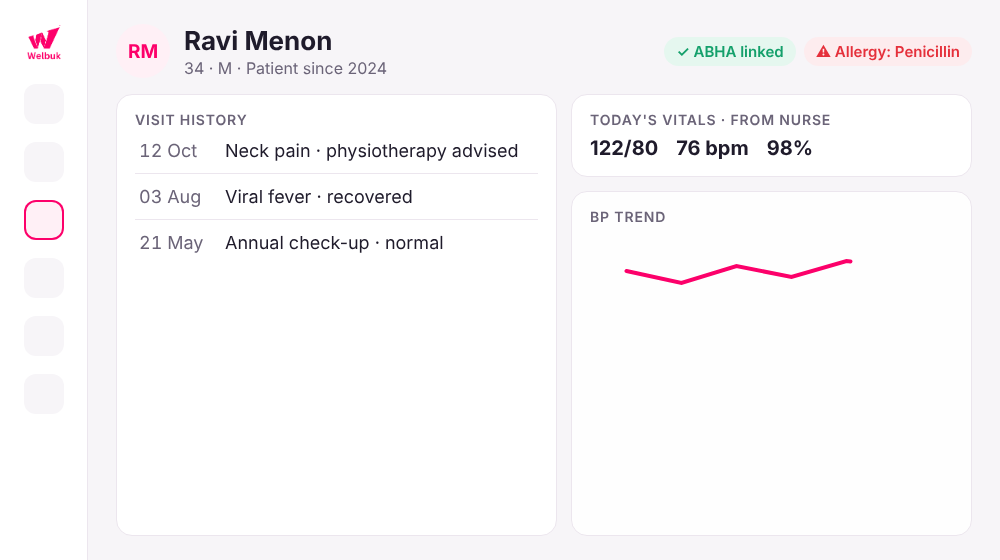 Welbuk
RM
Ravi Menon
34 · M · Patient since 2024
✓ ABHA linked
⚠ Allergy: Penicillin
VISIT HISTORY
12 Oct Neck pain · physiotherapy advised
03 Aug Viral fever · recovered
21 May Annual check-up · normal
TODAY'S VITALS · FROM NURSE
122/80 76 bpm 98%
BP TREND